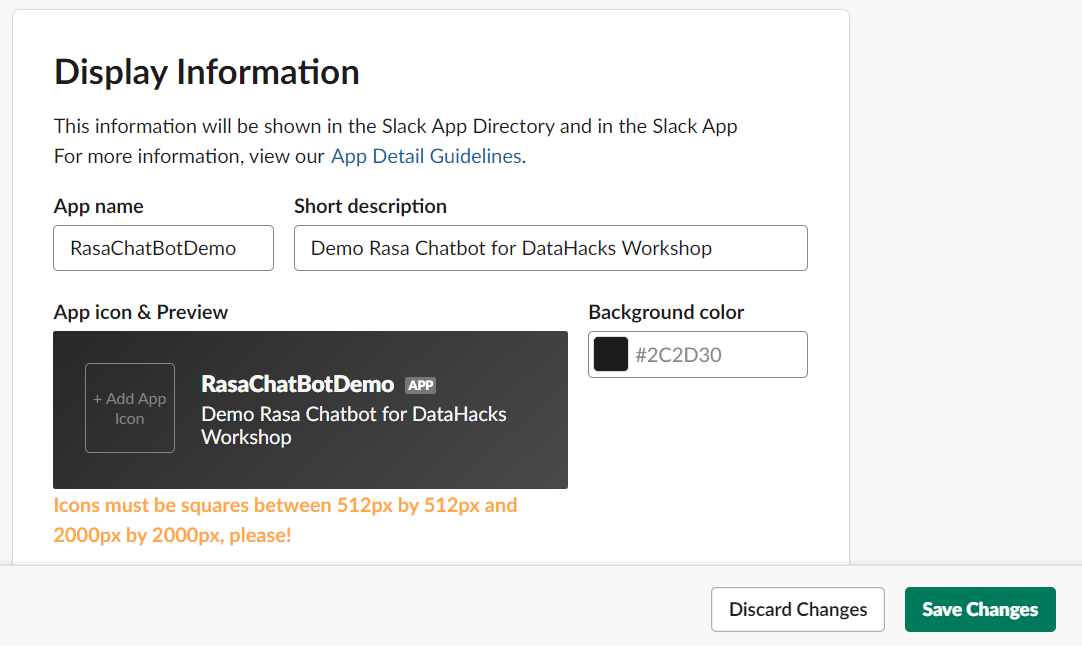 Display Information
This information will be shown in the Slack App Directory and in the Slack App
For more information, view our App Detail Guidelines.
App name
Short description
RasaChatBotDemo
Demo Rasa Chatbot for DataHacks Workshop
App icon & Preview
Background color
+ Add App
Icon
RasaChatBotDemo APP
Demo Rasa Chatbot for DataHacks
Workshop
#2C2D30
Icons must be squares between 512px by 512px and
2000px by 2000px, please!
Discard Changes
Save Changes